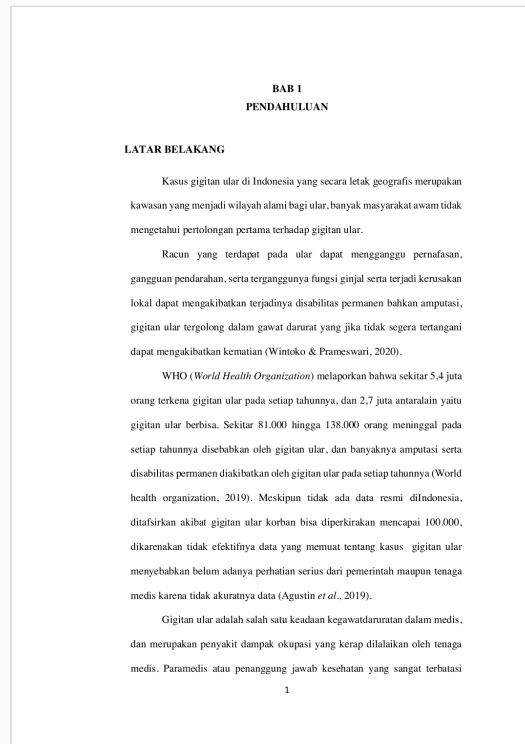 BAB 1
PENDAHULUAN
LATAR BELAKANG
Kasus gigitan ular di Indonesia yang secara letak geografis merupakan
kawasan yang menjadi wilayah alami bagi ular, banyak masyarakat awam tidak
mengetahui pertolongan pertama terhadap gigitan ular.
Racun yang terdapat pada ular dapat mengganggu pernafasan,
gangguan pendarahan, serta terganggunya fungsi ginjal serta terjadi kerusakan
lokal dapat mengakibatkan terjadinya disabilitas permanen bahkan amputasi,
gigitan ular tergolong dalam gawat darurat yang jika tidak segera tertangani
dapat mengakibatkan kematian (Wintoko & Prameswari, 2020).
WHO (World Health Organization) melaporkan bahwa sekitar 5,4 juta
orang terkena gigitan ular pada setiap tahunnya, dan 2,7 juta antaralain yaitu
gigitan ular berbisa. Sekitar 81.000 hingga 138.000 orang meninggal pada
setiap tahunnya disebabkan oleh gigitan ular, dan banyaknya amputasi serta
disabilitas permanen diakibatkan oleh gigitan ular pada setiap tahunnya (World
health organization, 2019). Meskipun tidak ada data resmi diIndonesia,
ditafsirkan akibat gigitan ular korban bisa diperkirakan mencapai 100.000,
dikarenakan tidak efektifnya data yang memuat tentang kasus gigitan ular
menyebabkan belum adanya perhatian serius dari pemerintah maupun tenaga
medis karena tidak akuratnya data (Agustin et al., 2019).
Gigitan ular adalah salah satu keadaan kegawatdaruratan dalam medis,
dan merupakan penyakit dampak okupasi yang kerap dilalaikan oleh tenaga
medis. Paramedis atau penanggung jawab kesehatan yang sangat terbatasi
1